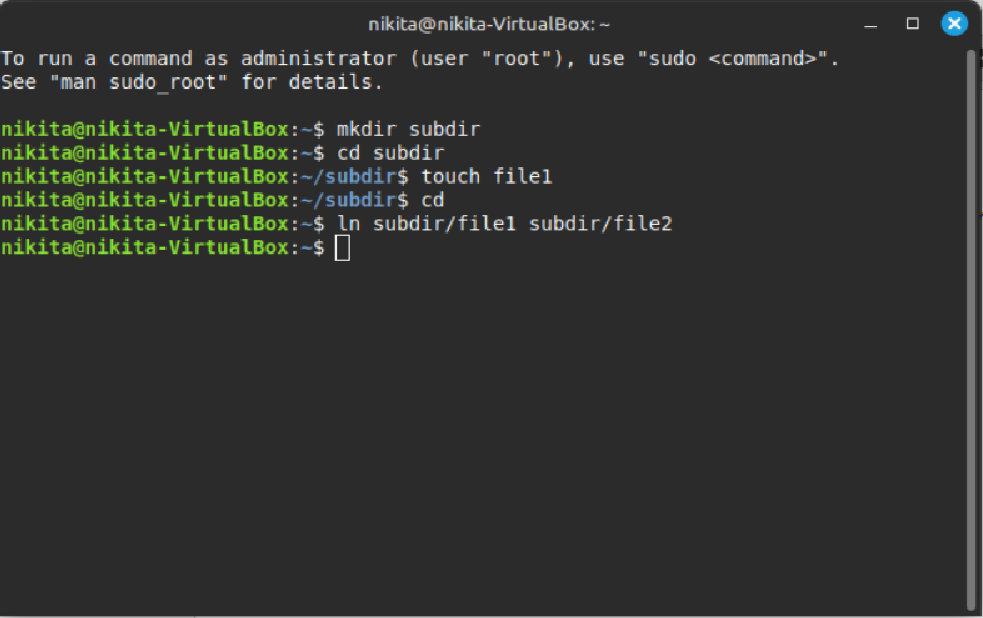 nikita@nikita-VirtualBox: ~
To run a command as administrator (user "root"), use "sudo <command>".
See "man sudo_root" for details.
nikita@nikita-VirtualBox:~$ mkdir subdir
nikita@nikita-VirtualBox:~$ cd subdir
nikita@nikita-VirtualBox:~/subdir$ touch file1
nikita@nikita-VirtualBox:~/subdir$ cd
nikita@nikita-VirtualBox:~$ ln subdir/file1 subdir/file2
nikita@nikita-VirtualBox:~$